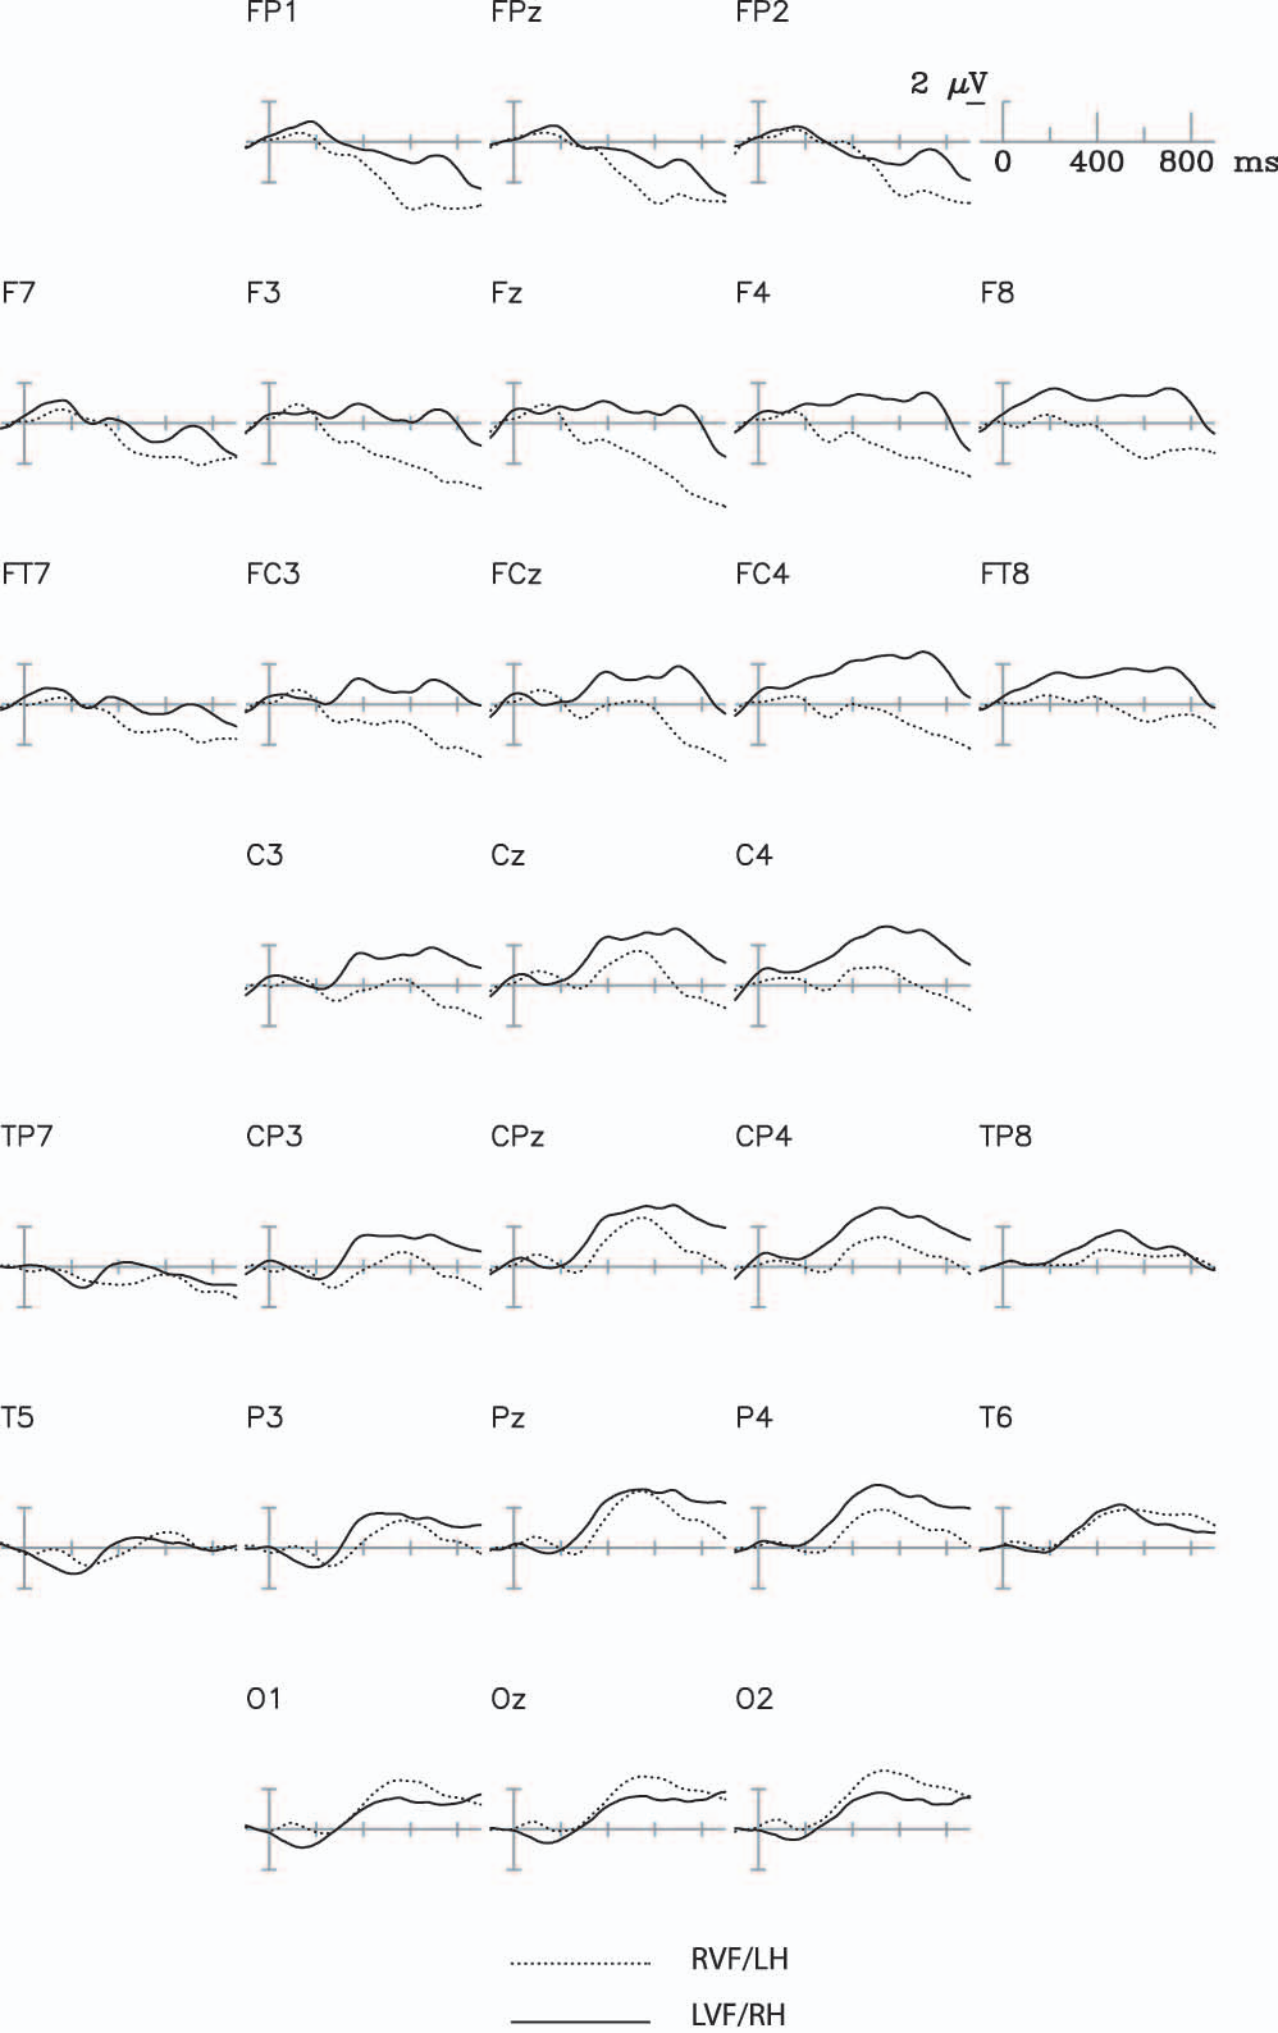 FP1 FPz FP2
2 µV
0 400 800 ms
F7 F3 Fz F4 F8
FT7 FC3 FCz FC4 FT8
C3 Cz C4
TP7 CP3 CPz CP4 TP8
T5 P3 Pz P4 T6
O1 Oz O2
RVF/LH
LVF/RH